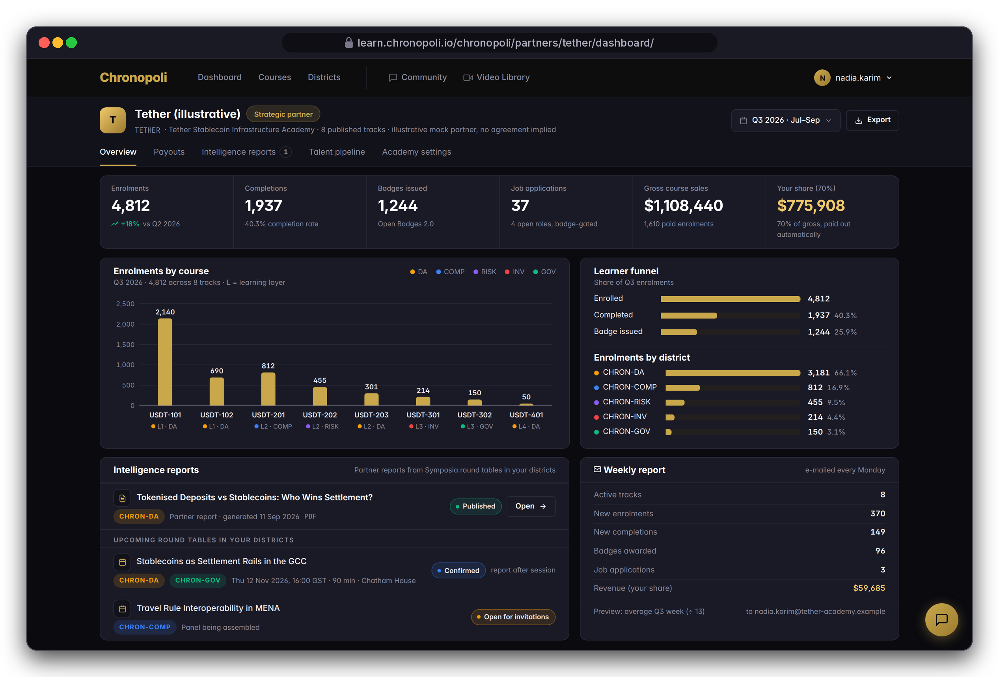 learn.chronopoli.io/chronopoli/partners/tether/dashboard/
Chronopoli
Dashboard
Courses
Districts
Community
Video Library
N
nadia.karim
T
Tether (illustrative)
Strategic partner
TETHER · Tether Stablecoin Infrastructure Academy · 8 published tracks · illustrative mock partner, no agreement implied
Q3 2026 · Jul–Sep
Export
Overview
Payouts
Intelligence reports 1
Talent pipeline
Academy settings
Enrolments
4,812
+18% vs Q2 2026
Completions
1,937
40.3% completion rate
Badges issued
1,244
Open Badges 2.0
Job applications
37
4 open roles, badge-gated
Gross course sales
$1,108,440
1,610 paid enrolments
Your share (70%)
$775,908
70% of gross, paid out
automatically
Enrolments by course
DA COMP RISK INV GOV
Q3 2026 · 4,812 across 8 tracks · L = learning layer
2,500
2,000
1,500
1,000
500
0
2,140
690
812
455
301
214
150
50
USDT-101 USDT-102 USDT-201 USDT-202 USDT-203 USDT-301 USDT-302 USDT-401
L1 · DA L1 · DA L2 · COMP L2 · RISK L2 · DA L3 · INV L3 · GOV L4 · DA
Learner funnel
Share of Q3 enrolments
Enrolled 4,812
Completed 1,937 40.3%
Badge issued 1,244 25.9%
Enrolments by district
CHRON-DA 3,181 66.1%
CHRON-COMP 812 16.9%
CHRON-RISK 455 9.5%
CHRON-INV 214 4.4%
CHRON-GOV 150 3.1%
Intelligence reports
Partner reports from Symposia round tables in your districts
Tokenised Deposits vs Stablecoins: Who Wins Settlement?
CHRON-DA Partner report · generated 11 Sep 2026 PDF
Published
Open →
UPCOMING ROUND TABLES IN YOUR DISTRICTS
Stablecoins as Settlement Rails in the GCC
CHRON-DA CHRON-GOV Thu 12 Nov 2026, 16:00 GST · 90 min · Chatham House
Confirmed
report after session
Travel Rule Interoperability in MENA
CHRON-COMP Panel being assembled
Open for invitations
Weekly report
e-mailed every Monday
Active tracks 8
New enrolments 370
New completions 149
Badges awarded 96
Job applications 3
Revenue (your share) $59,685
Preview: average Q3 week (÷ 13)
to nadia.karim@tether-academy.example